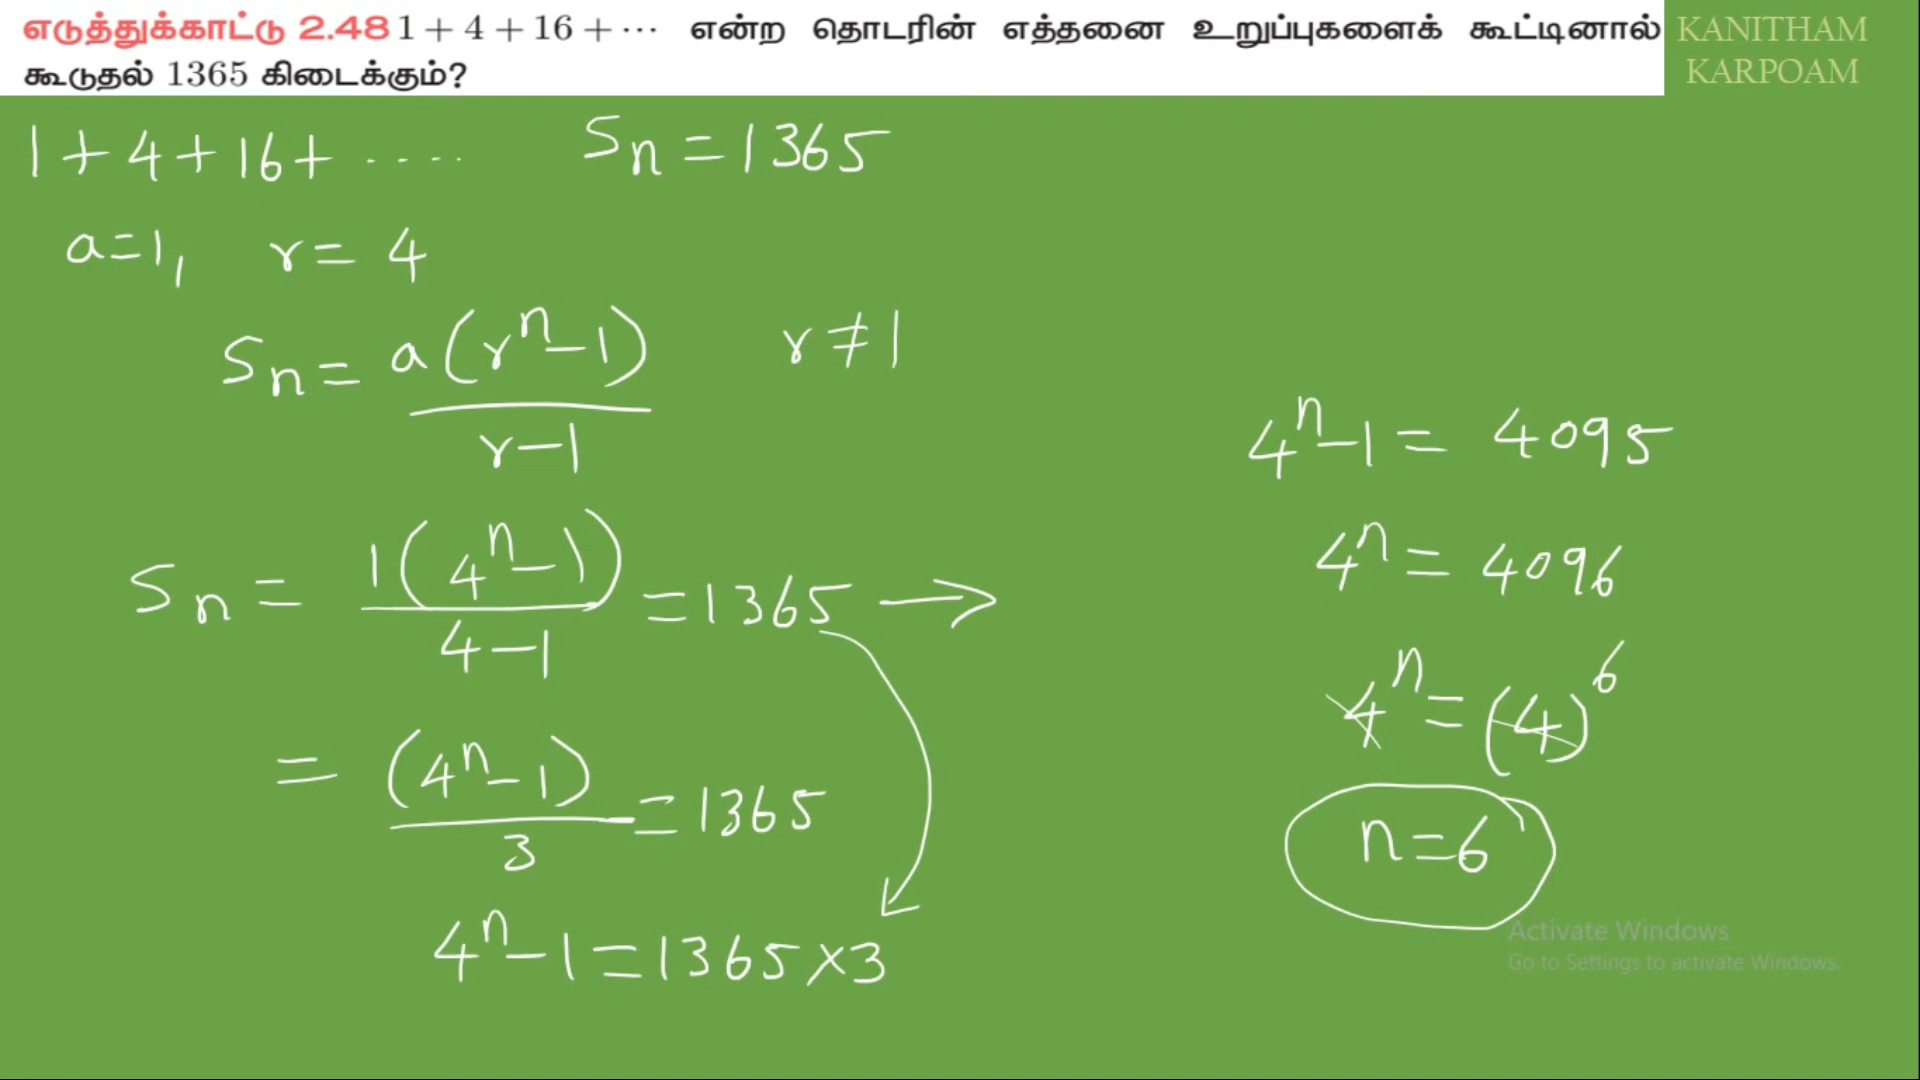 எடுத்துக்காட்டு 2.48 1 + 4 + 16 + ⋯ என்ற தொடரின் எத்தனை உறுப்புகளைக் கூட்டினால்
கூடுதல் 1365 கிடைக்கும்?
KANITHAM
KARPOAM
1 + 4 + 16 + ..... Sn = 1365
a = 1, r = 4
Sn = a(r^n - 1) / r - 1 r ≠ 1
Sn = 1(4^n - 1) / 4 - 1 = 1365 →
= (4^n - 1) / 3 = 1365
4^n - 1 = 1365 × 3
4^n - 1 = 4095
4^n = 4096
4^n = (4)^6
n = 6
Activate Windows
Go to Settings to activate Windows.